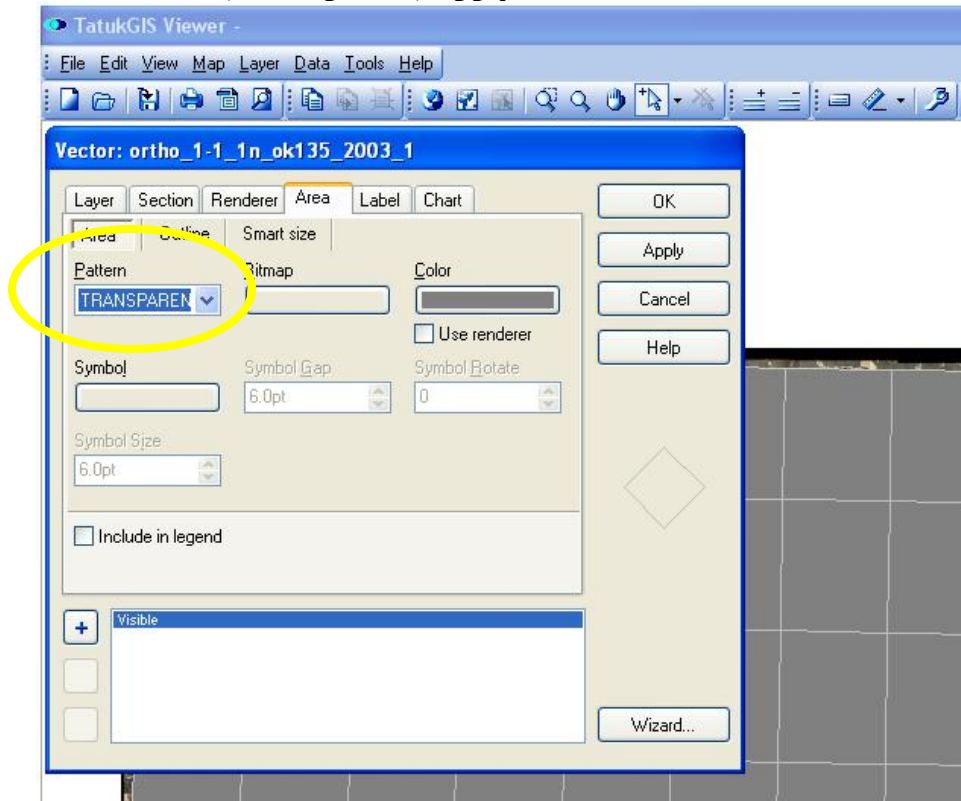 TatukGIS Viewer -
File Edit View Map Layer Data Tools Help
Vector: ortho_1-1_1n_ok135_2003_1
Layer Section Renderer Area Label Chart
OK
Area Outline Smart size
Apply
Pattern Bitmap Color
TRANSPAREN
Cancel
Use renderer
Help
Symbol Symbol Gap Symbol Rotate
6.0pt 0
Symbol Size
6.0pt
Include in legend
+ Visible
Wizard...